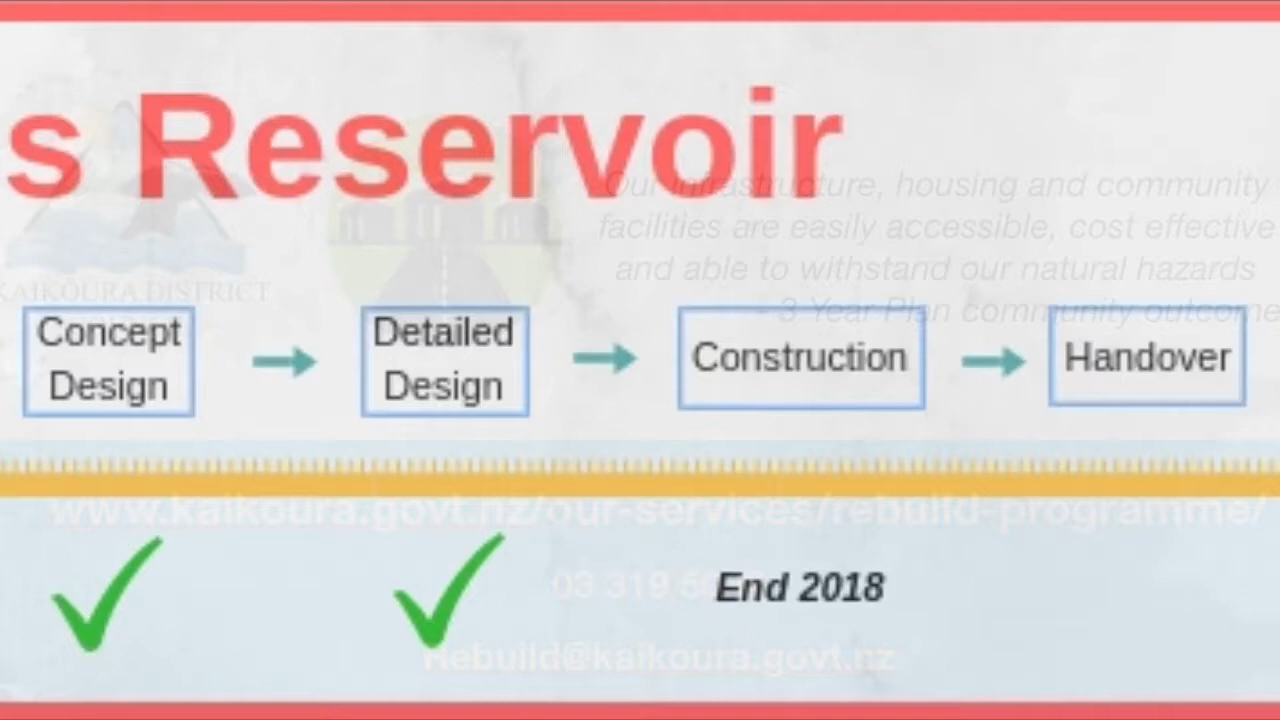 s Reservoir
Our infrastructure, housing and community
facilities are easily accessible, cost effective
and able to withstand our natural hazards
- 3 Year Plan community outcome
KAIKOURA DISTRICT
Concept
Design
Detailed
Design
Construction
Handover
www.kaikoura.govt.nz/our-services/rebuild-programme/
03 319
End 2018
Rebuild@kaikoura.govt.nz